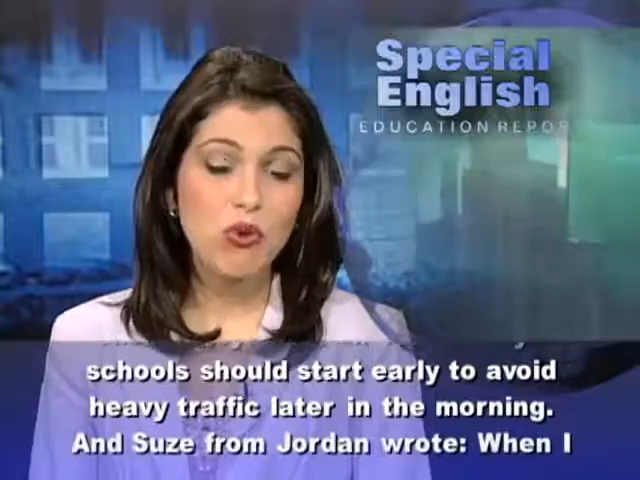 Special
English
EDUCATION REPO
schools should start early to avoid
heavy traffic later in the morning.
And Suze from Jordan wrote: When I